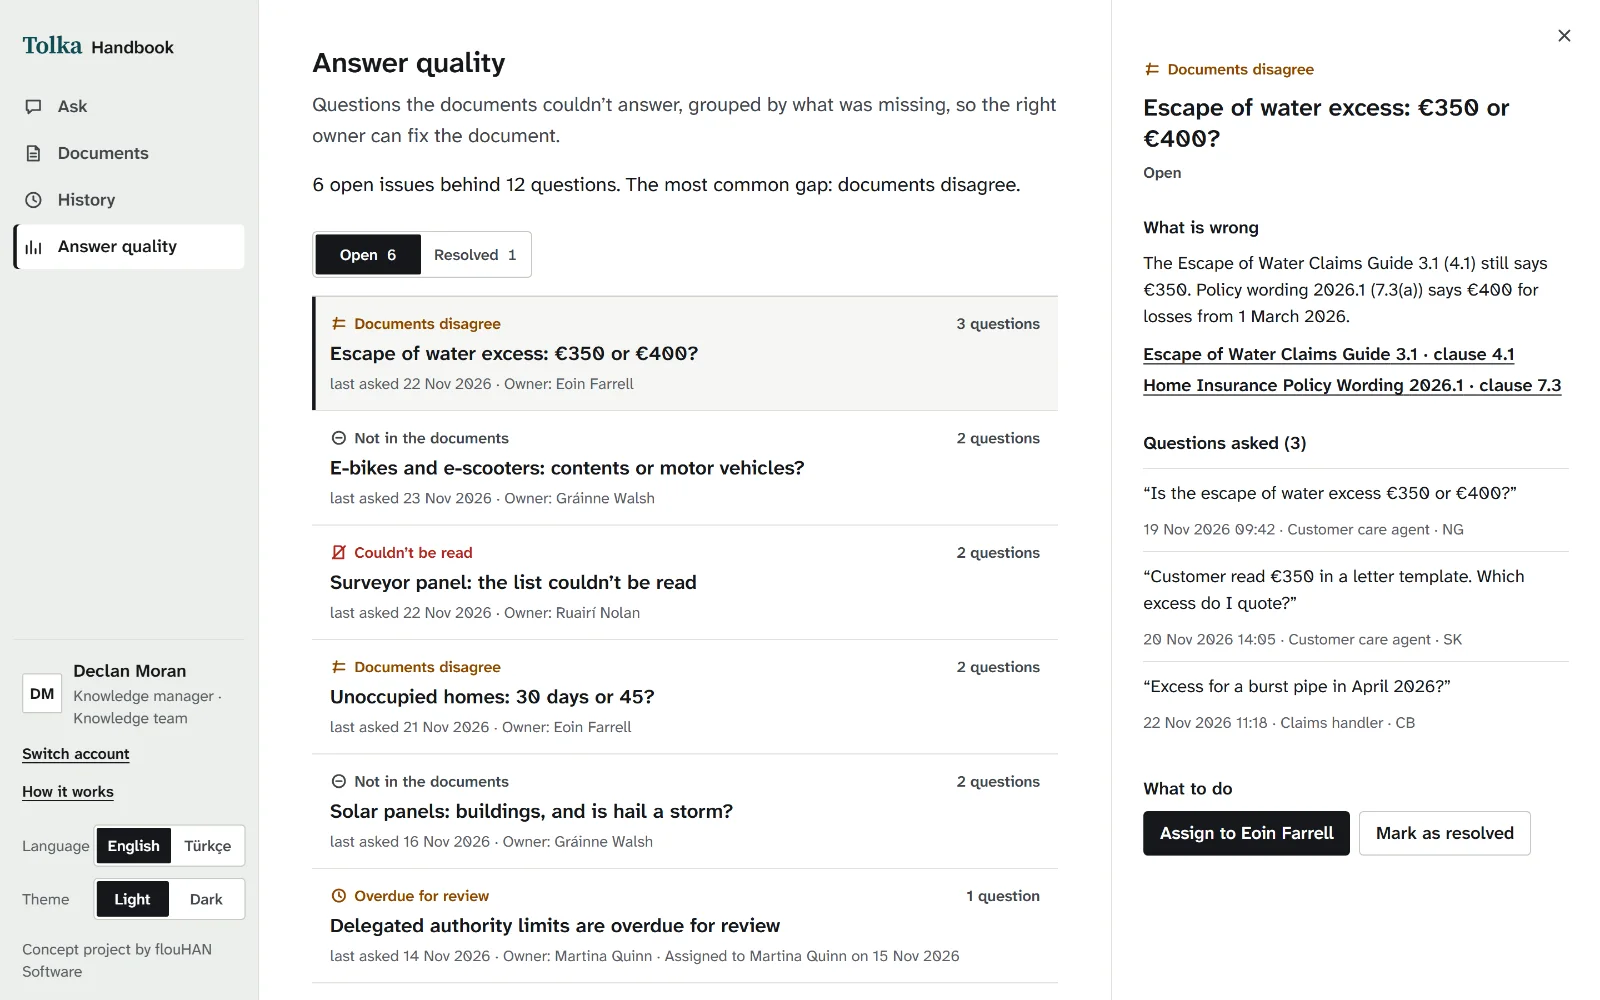 Tolka Handbook
Ask
Documents
History
Answer quality
Declan Moran
DM
Knowledge manager ·
Knowledge team
Switch account
How it works
Language English Türkçe
Theme Light Dark
Concept project by flouHAN
Software
Answer quality
Questions the documents couldn’t answer, grouped by what was missing, so the right
owner can fix the document.
6 open issues behind 12 questions. The most common gap: documents disagree.
Open 6 Resolved 1
Documents disagree 3 questions
Escape of water excess: €350 or €400?
last asked 22 Nov 2026 · Owner: Eoin Farrell
Not in the documents 2 questions
E-bikes and e-scooters: contents or motor vehicles?
last asked 23 Nov 2026 · Owner: Gráinne Walsh
Couldn't be read 2 questions
Surveyor panel: the list couldn’t be read
last asked 22 Nov 2026 · Owner: Ruairí Nolan
Documents disagree 2 questions
Unoccupied homes: 30 days or 45?
last asked 21 Nov 2026 · Owner: Eoin Farrell
Not in the documents 2 questions
Solar panels: buildings, and is hail a storm?
last asked 16 Nov 2026 · Owner: Gráinne Walsh
Overdue for review 1 question
Delegated authority limits are overdue for review
last asked 14 Nov 2026 · Owner: Martina Quinn · Assigned to Martina Quinn on 15 Nov 2026
Documents disagree
Escape of water excess: €350 or
€400?
Open
What is wrong
The Escape of Water Claims Guide 3.1 (4.1) still says
€350. Policy wording 2026.1 (7.3(a)) says €400 for
losses from 1 March 2026.
Escape of Water Claims Guide 3.1 · clause 4.1
Home Insurance Policy Wording 2026.1 · clause 7.3
Questions asked (3)
“Is the escape of water excess €350 or €400?”
19 Nov 2026 09:42 · Customer care agent · NG
“Customer read €350 in a letter template. Which
excess do I quote?”
20 Nov 2026 14:05 · Customer care agent · SK
“Excess for a burst pipe in April 2026?”
22 Nov 2026 11:18 · Claims handler · CB
What to do
Assign to Eoin Farrell Mark as resolved